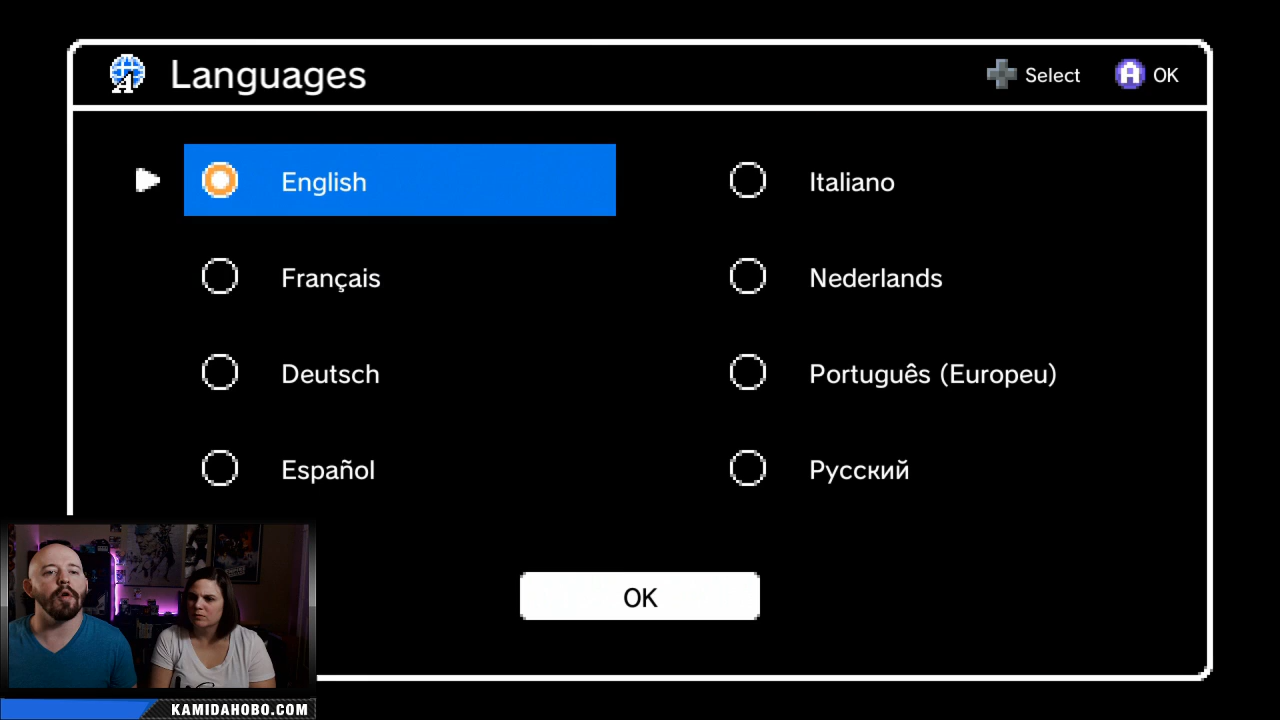 Languages
Select
OK
English
Italiano
Français
Nederlands
Deutsch
Português (Europeu)
Español
Русский
OK
KAMIDAHOBO.COM